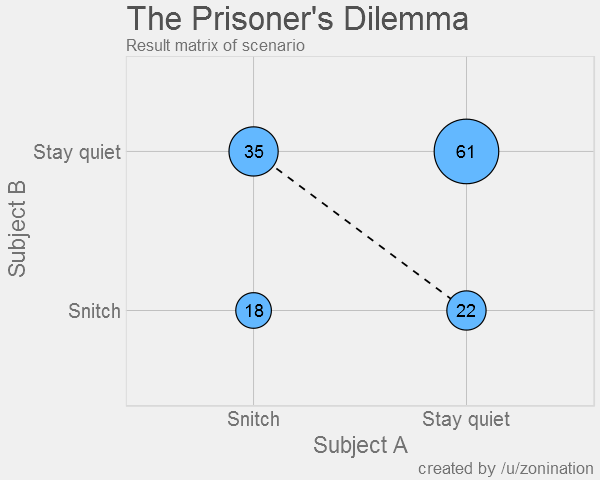 The Prisoner's Dilemma
Result matrix of scenario
Stay quiet
35
61
Subject B
Snitch
18
22
Snitch
Stay quiet
Subject A
created by /u/zonination